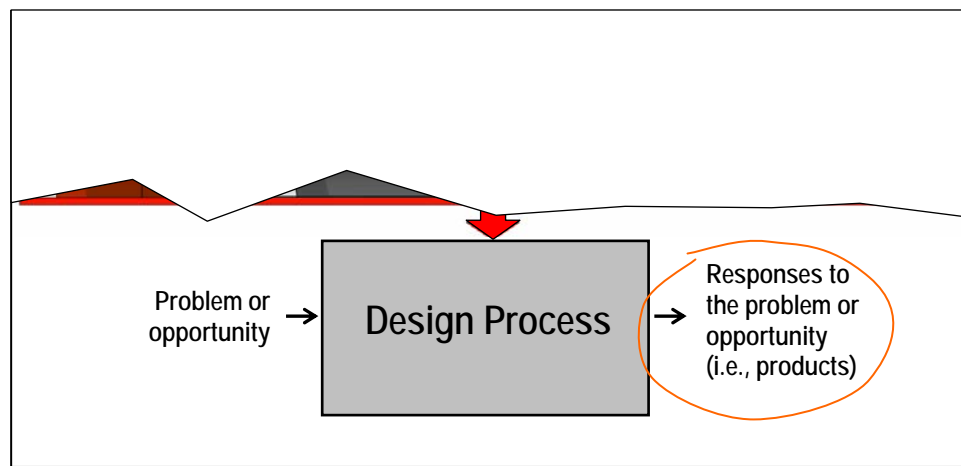 Problem or
opportunity
Design Process
Responses to
the problem or
opportunity
(i.e., products)